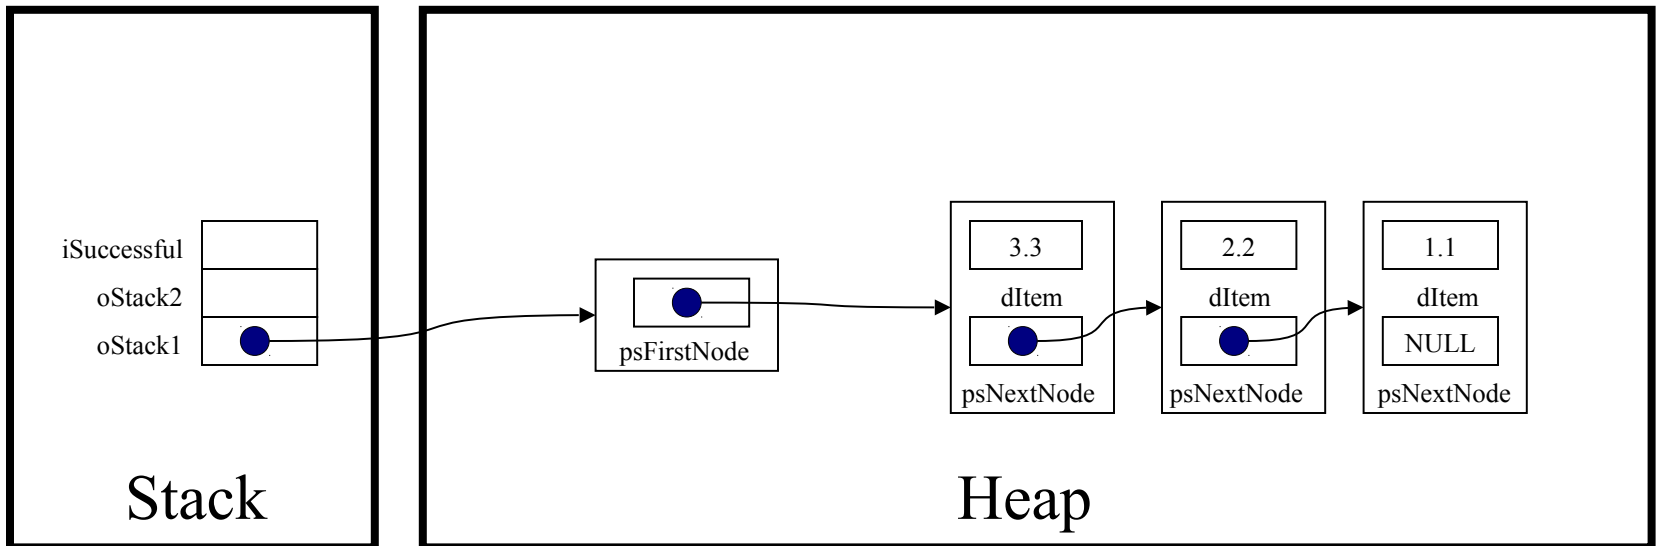 iSuccessful
oStack2
oStack1
Stack
psFirstNode
3.3
dItem
psNextNode
2.2
dItem
psNextNode
1.1
dItem
NULL
psNextNode
Heap